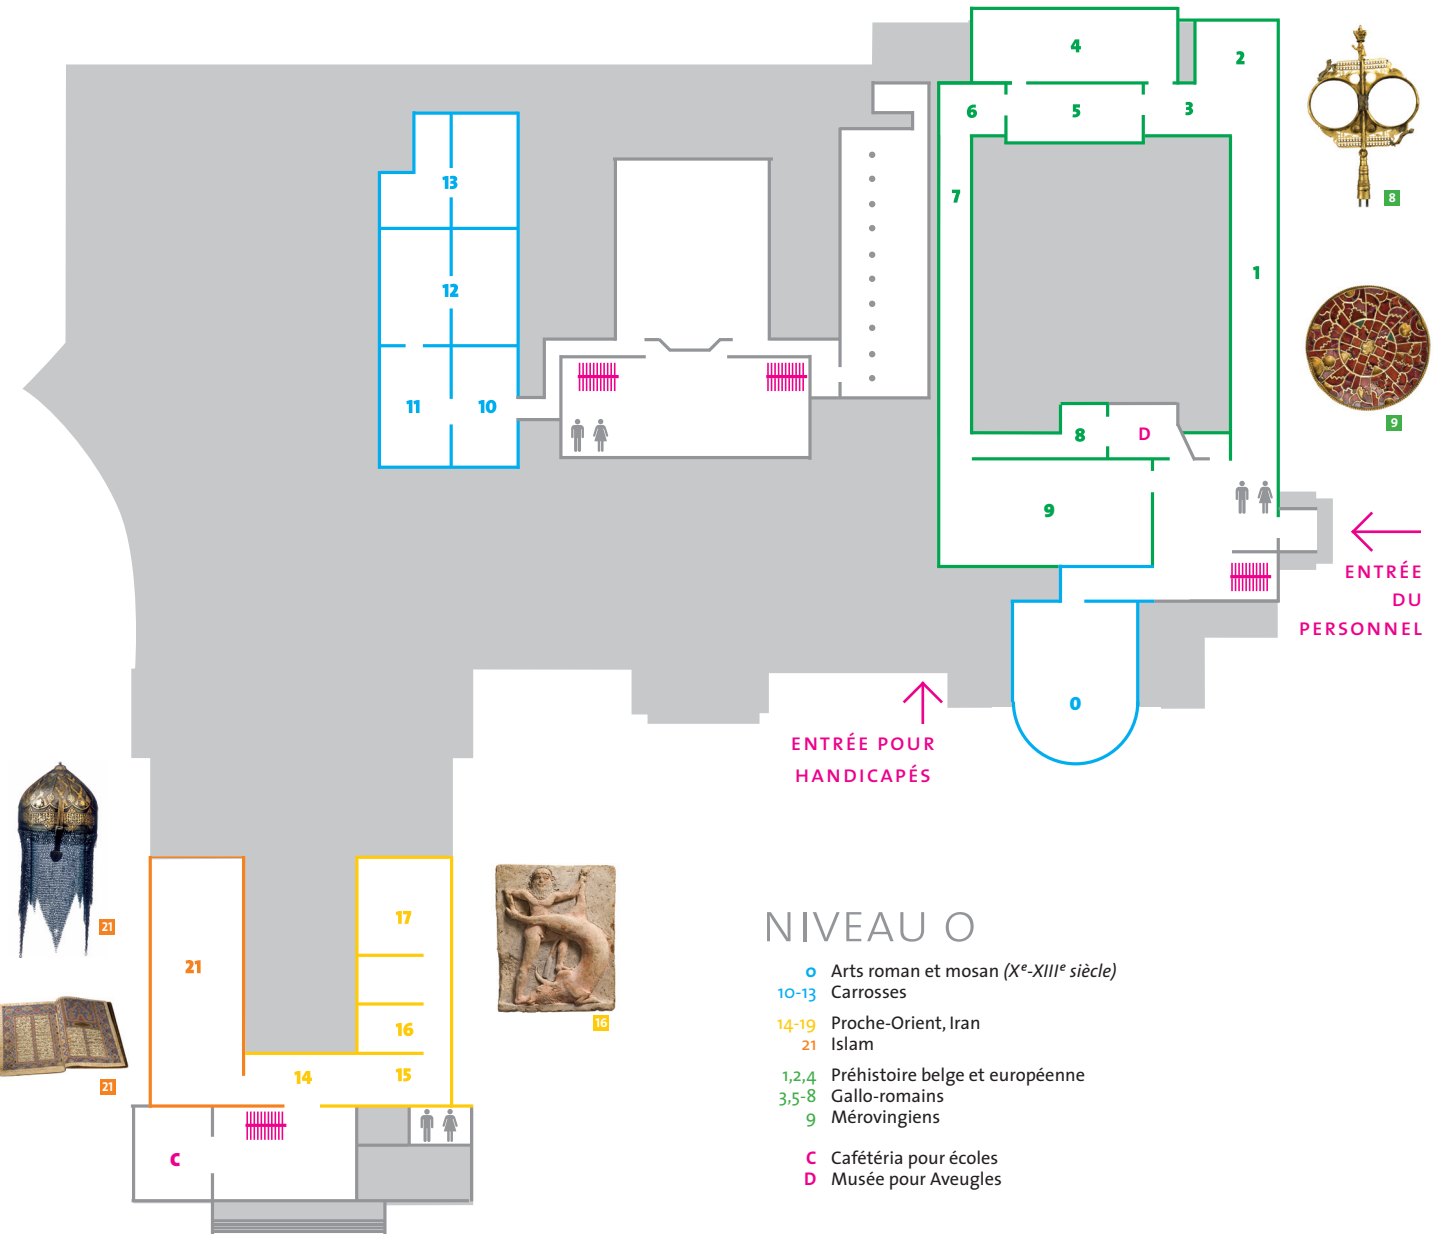 4
2
6
5
3
7
8
13
1
12
9
11
10
8
D
9
ENTRÉE
DU
PERSONNEL
0
ENTRÉE POUR
HANDICAPÉS
21
21
21
17
16
16
14
15
C
NIVEAU 0
0 Arts roman et mosan (Xᵉ-XIIIᵉ siècle)
10-13 Carrosses
14-19 Proche-Orient, Iran
21 Islam
1,2,4 Préhistoire belge et européenne
3,5-8 Gallo-romains
9 Mérovingiens
C Cafétéria pour écoles
D Musée pour Aveugles